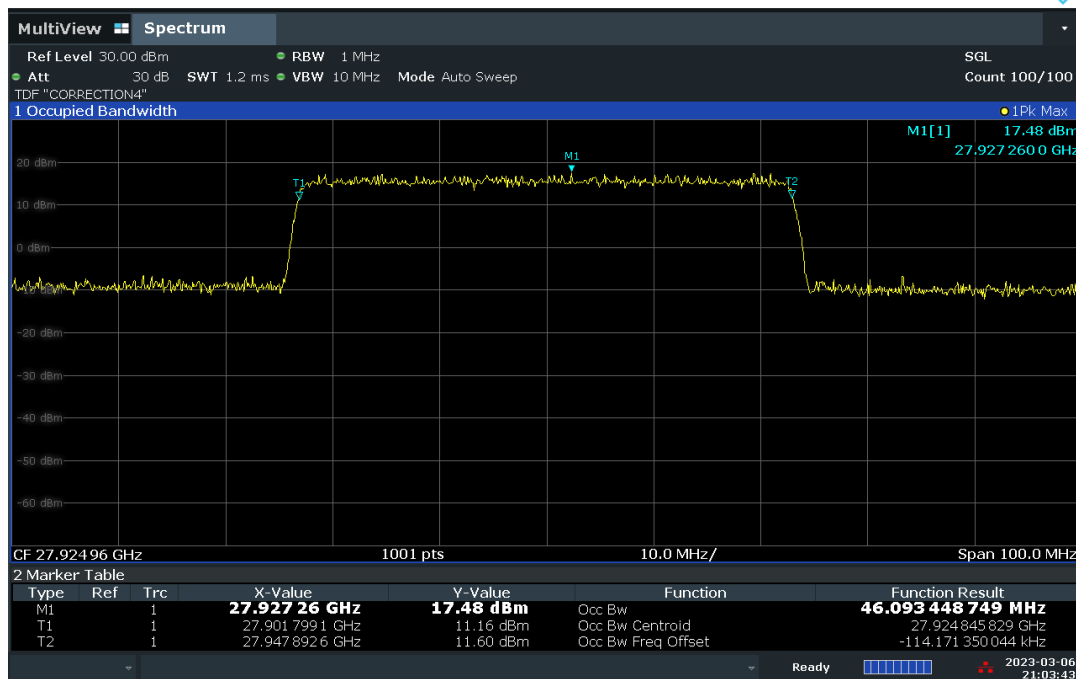 MultiView Spectrum
Ref Level 30.00 dBm RBW 1 MHz SGL
Att 30 dB SWT 1.2 ms VBW 10 MHz Mode Auto Sweep Count 100/100
TDF "CORRECTION4"
1 Occupied Bandwidth 1Pk Max
M1[1] 17.48 dBm
27.927 260 0 GHz
M1
20 dBm
T1 T2
10 dBm
0 dBm
-10 dBm
-20 dBm
-30 dBm
-40 dBm
-50 dBm
-60 dBm
CF 27.924 96 GHz 1001 pts 10.0 MHz/ Span 100.0 MHz
2 Marker Table
Type Ref Trc X-Value Y-Value Function Function Result
M1 1 27.927 26 GHz 17.48 dBm Occ Bw 46.093 448 749 MHz
T1 1 27.901 799 1 GHz 11.16 dBm Occ Bw Centroid 27.924 845 829 GHz
T2 1 27.947 892 6 GHz 11.60 dBm Occ Bw Freq Offset -114.171 350 044 kHz
Ready 2023-03-06
21:03:43